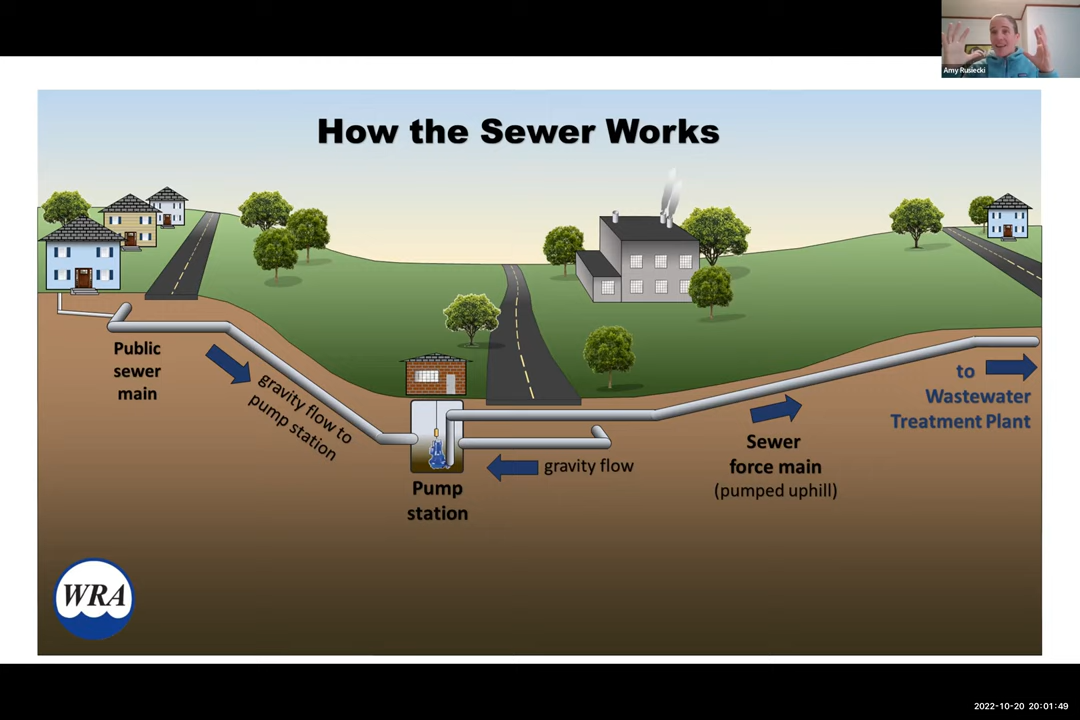 Amy Rusiecki
How the Sewer Works
Public
sewer
main
gravity flow to
pump station
Pump
station
gravity flow
Sewer
force main
(pumped uphill)
to
Wastewater
Treatment Plant
WRA
2022-10-20 20:01:49